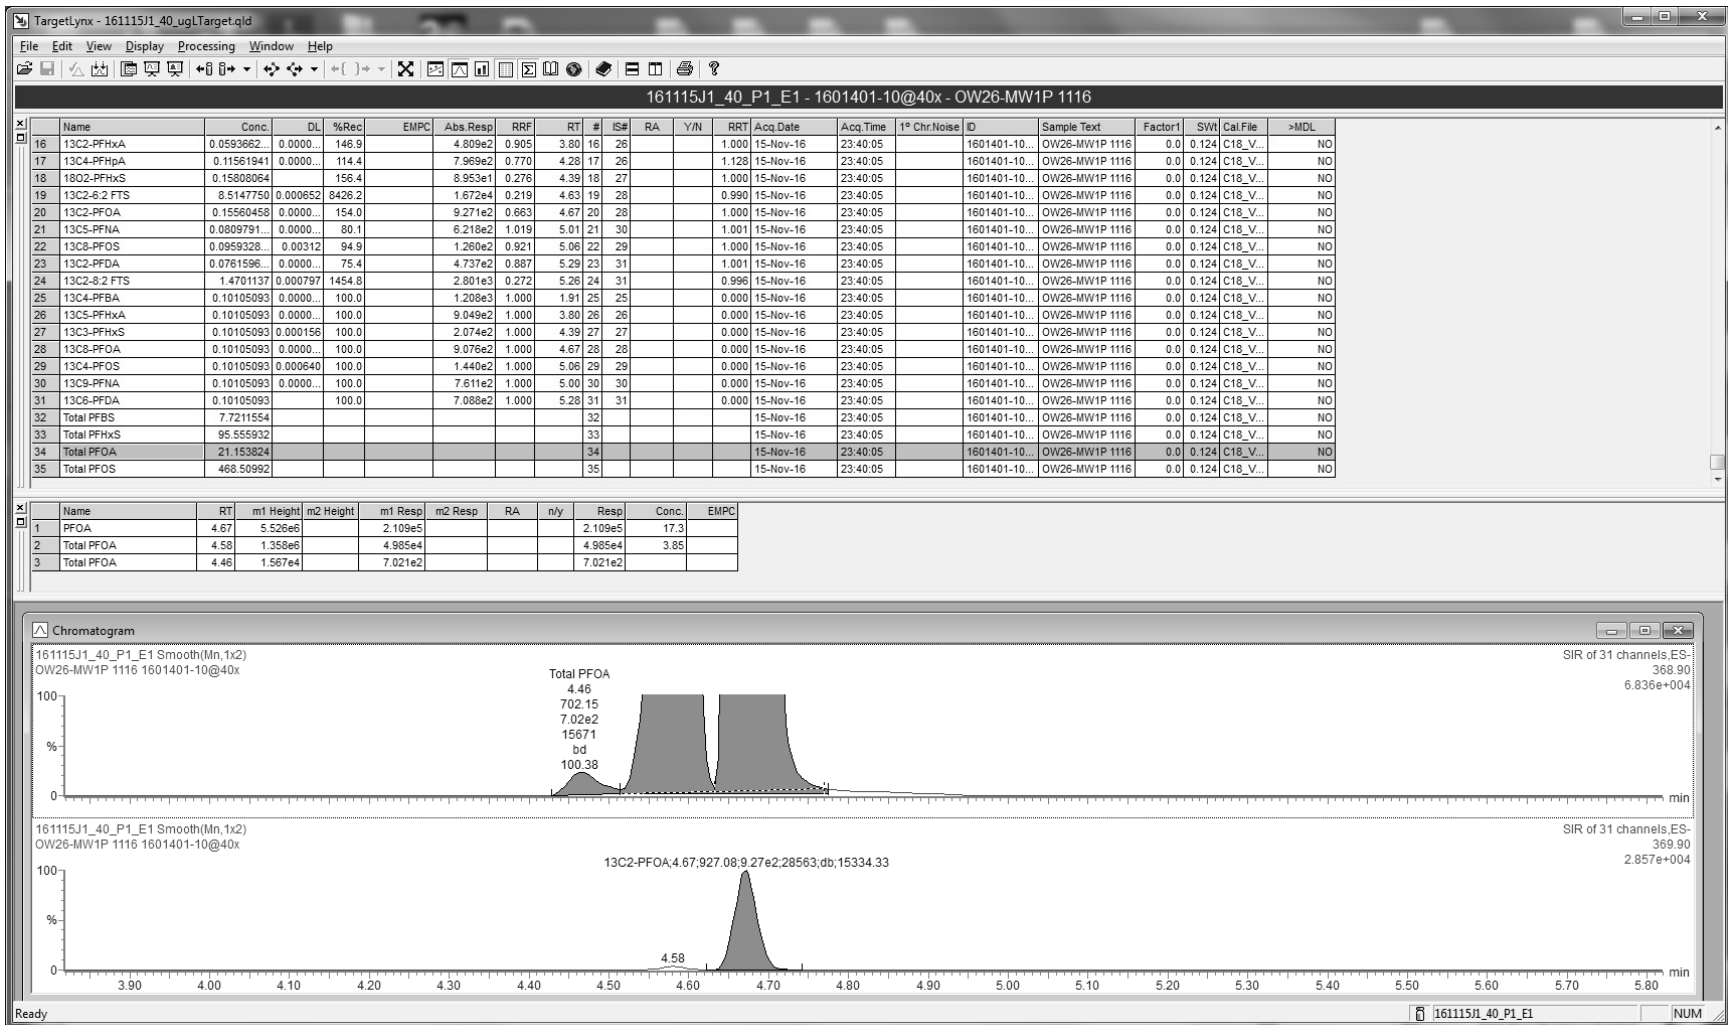 TargetLynx - 161115J1_40_ugLTarget.qld
File Edit View Display Processing Window Help
161115J1_40_P1_E1 - 1601401-10@40x - OW26-MW1P 1116
Name Conc. DL %Rec EMPC Abs.Resp RRF RT # IS# RA Y/N RRT Acq.Date Acq.Time 1º Chr.Noise ID Sample Text Factor1 SWt Cal.File >MDL
16 13C2-PFHxA 0.0593662... 0.0000... 146.9 4.809e2 0.905 3.80 16 26 1.000 15-Nov-16 23:40:05 1601401-10... OW26-MW1P 1116 0.0 0.124 C18_V... NO
17 13C4-PFHpA 0.11561941 0.0000... 114.4 7.969e2 0.770 4.28 17 26 1.128 15-Nov-16 23:40:05 1601401-10... OW26-MW1P 1116 0.0 0.124 C18_V... NO
18 18O2-PFHxS 0.15808064 156.4 8.953e1 0.276 4.39 18 27 1.000 15-Nov-16 23:40:05 1601401-10... OW26-MW1P 1116 0.0 0.124 C18_V... NO
19 13C2-6:2 FTS 8.5147750 0.000652 8426.2 1.672e4 0.219 4.63 19 28 0.990 15-Nov-16 23:40:05 1601401-10... OW26-MW1P 1116 0.0 0.124 C18_V... NO
20 13C2-PFOA 0.15560458 0.0000... 154.0 9.271e2 0.663 4.67 20 28 1.000 15-Nov-16 23:40:05 1601401-10... OW26-MW1P 1116 0.0 0.124 C18_V... NO
21 13C5-PFNA 0.0809791... 0.0000... 80.1 6.218e2 1.019 5.01 21 30 1.001 15-Nov-16 23:40:05 1601401-10... OW26-MW1P 1116 0.0 0.124 C18_V... NO
22 13C8-PFOS 0.0959328... 0.00312 94.9 1.260e2 0.921 5.06 22 29 1.000 15-Nov-16 23:40:05 1601401-10... OW26-MW1P 1116 0.0 0.124 C18_V... NO
23 13C2-PFDA 0.0761596... 0.0000... 75.4 4.737e2 0.887 5.29 23 31 1.001 15-Nov-16 23:40:05 1601401-10... OW26-MW1P 1116 0.0 0.124 C18_V... NO
24 13C2-8:2 FTS 1.4701137 0.000797 1454.8 2.801e3 0.272 5.26 24 31 0.996 15-Nov-16 23:40:05 1601401-10... OW26-MW1P 1116 0.0 0.124 C18_V... NO
25 13C4-PFBA 0.10105093 0.0000... 100.0 1.208e3 1.000 1.91 25 25 0.000 15-Nov-16 23:40:05 1601401-10... OW26-MW1P 1116 0.0 0.124 C18_V... NO
26 13C5-PFHxA 0.10105093 0.0000... 100.0 9.049e2 1.000 3.80 26 26 0.000 15-Nov-16 23:40:05 1601401-10... OW26-MW1P 1116 0.0 0.124 C18_V... NO
27 13C3-PFHxS 0.10105093 0.000156 100.0 2.074e2 1.000 4.39 27 27 0.000 15-Nov-16 23:40:05 1601401-10... OW26-MW1P 1116 0.0 0.124 C18_V... NO
28 13C8-PFOA 0.10105093 0.0000... 100.0 9.076e2 1.000 4.67 28 28 0.000 15-Nov-16 23:40:05 1601401-10... OW26-MW1P 1116 0.0 0.124 C18_V... NO
29 13C4-PFOS 0.10105093 0.000640 100.0 1.440e2 1.000 5.06 29 29 0.000 15-Nov-16 23:40:05 1601401-10... OW26-MW1P 1116 0.0 0.124 C18_V... NO
30 13C9-PFNA 0.10105093 0.0000... 100.0 7.611e2 1.000 5.00 30 30 0.000 15-Nov-16 23:40:05 1601401-10... OW26-MW1P 1116 0.0 0.124 C18_V... NO
31 13C6-PFDA 0.10105093 100.0 7.088e2 1.000 5.28 31 31 0.000 15-Nov-16 23:40:05 1601401-10... OW26-MW1P 1116 0.0 0.124 C18_V... NO
32 Total PFBS 7.7211554 32 15-Nov-16 23:40:05 1601401-10... OW26-MW1P 1116 0.0 0.124 C18_V... NO
33 Total PFHxS 95.555932 33 15-Nov-16 23:40:05 1601401-10... OW26-MW1P 1116 0.0 0.124 C18_V... NO
34 Total PFOA 21.153824 34 15-Nov-16 23:40:05 1601401-10... OW26-MW1P 1116 0.0 0.124 C18_V... NO
35 Total PFOS 468.50992 35 15-Nov-16 23:40:05 1601401-10... OW26-MW1P 1116 0.0 0.124 C18_V... NO
Name RT m1 Height m2 Height m1 Resp m2 Resp RA n/y Resp Conc. EMPC
1 PFOA 4.67 5.526e6 2.109e5 2.109e5 17.3
2 Total PFOA 4.58 1.358e6 4.985e4 4.985e4 3.85
3 Total PFOA 4.46 1.567e4 7.021e2 7.021e2
Chromatogram
161115J1_40_P1_E1 Smooth(Mn,1x2) SIR of 31 channels,ES-
OW26-MW1P 1116 1601401-10@40x 368.90
6.836e+004
Total PFOA
4.46
702.15
7.02e2
15671
bd
100.38
100
%
0
min
161115J1_40_P1_E1 Smooth(Mn,1x2) SIR of 31 channels,ES-
OW26-MW1P 1116 1601401-10@40x 369.90
2.857e+004
13C2-PFOA;4.67;927.08;9.27e2;28563;db;15334.33
100
%
4.58
0
min
3.90 4.00 4.10 4.20 4.30 4.40 4.50 4.60 4.70 4.80 4.90 5.00 5.10 5.20 5.30 5.40 5.50 5.60 5.70 5.80
Ready 161115J1_40_P1_E1 NUM